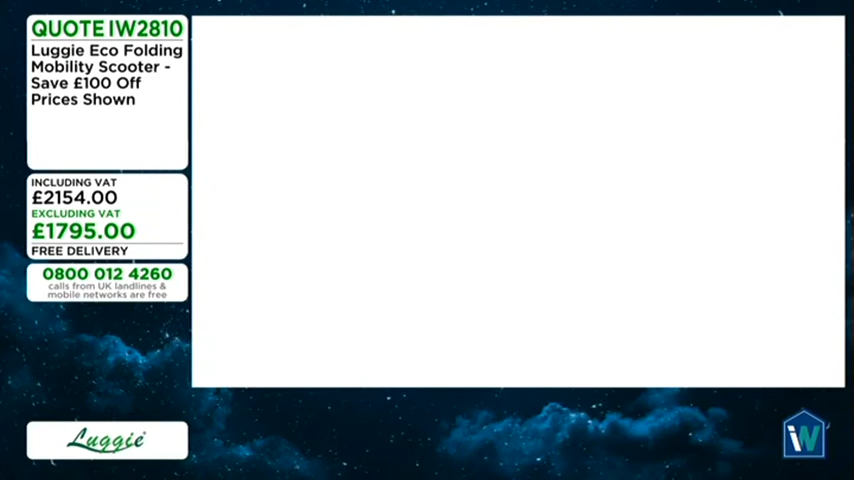 QUOTE IW2810
Luggie Eco Folding
Mobility Scooter -
Save £100 Off
Prices Shown
INCLUDING VAT
£2154.00
EXCLUDING VAT
£1795.00
FREE DELIVERY
0800 012 4260
calls from UK landlines &
mobile networks are free
Luggie
iW